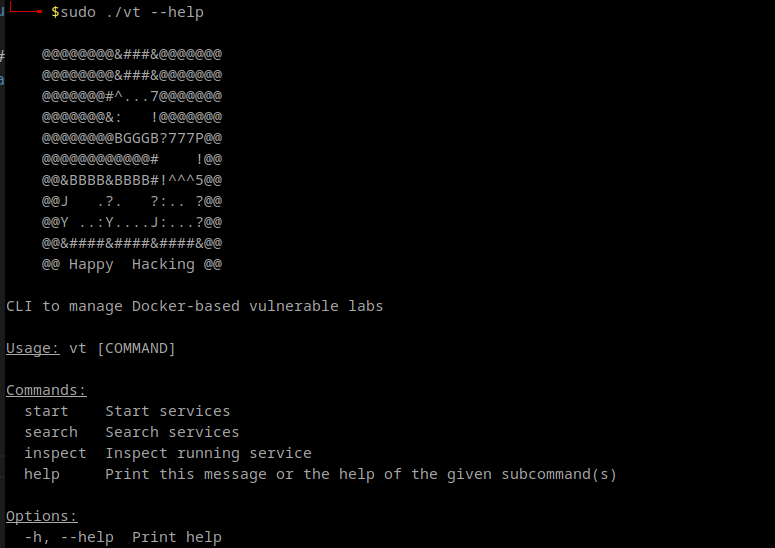 $sudo ./vt --help
@@@@@@@@&###&@@@@@@@
@@@@@@@@&###&@@@@@@@
@@@@@@@#^...7@@@@@@@
@@@@@@@&:   !@@@@@@@
@@@@@@@@BGGGB?777P@@
@@@@@@@@@@@@#    !@@
@@&BBBB&BBBB#!^^^5@@
@@J   .?.   ?:.. ?@@
@@Y ..:Y....J:...?@@
@@&####&####&####&@@
@@ Happy  Hacking @@
CLI to manage Docker-based vulnerable labs
Usage: vt [COMMAND]
Commands:
  start    Start services
  search   Search services
  inspect  Inspect running service
  help     Print this message or the help of the given subcommand(s)
Options:
  -h, --help  Print help